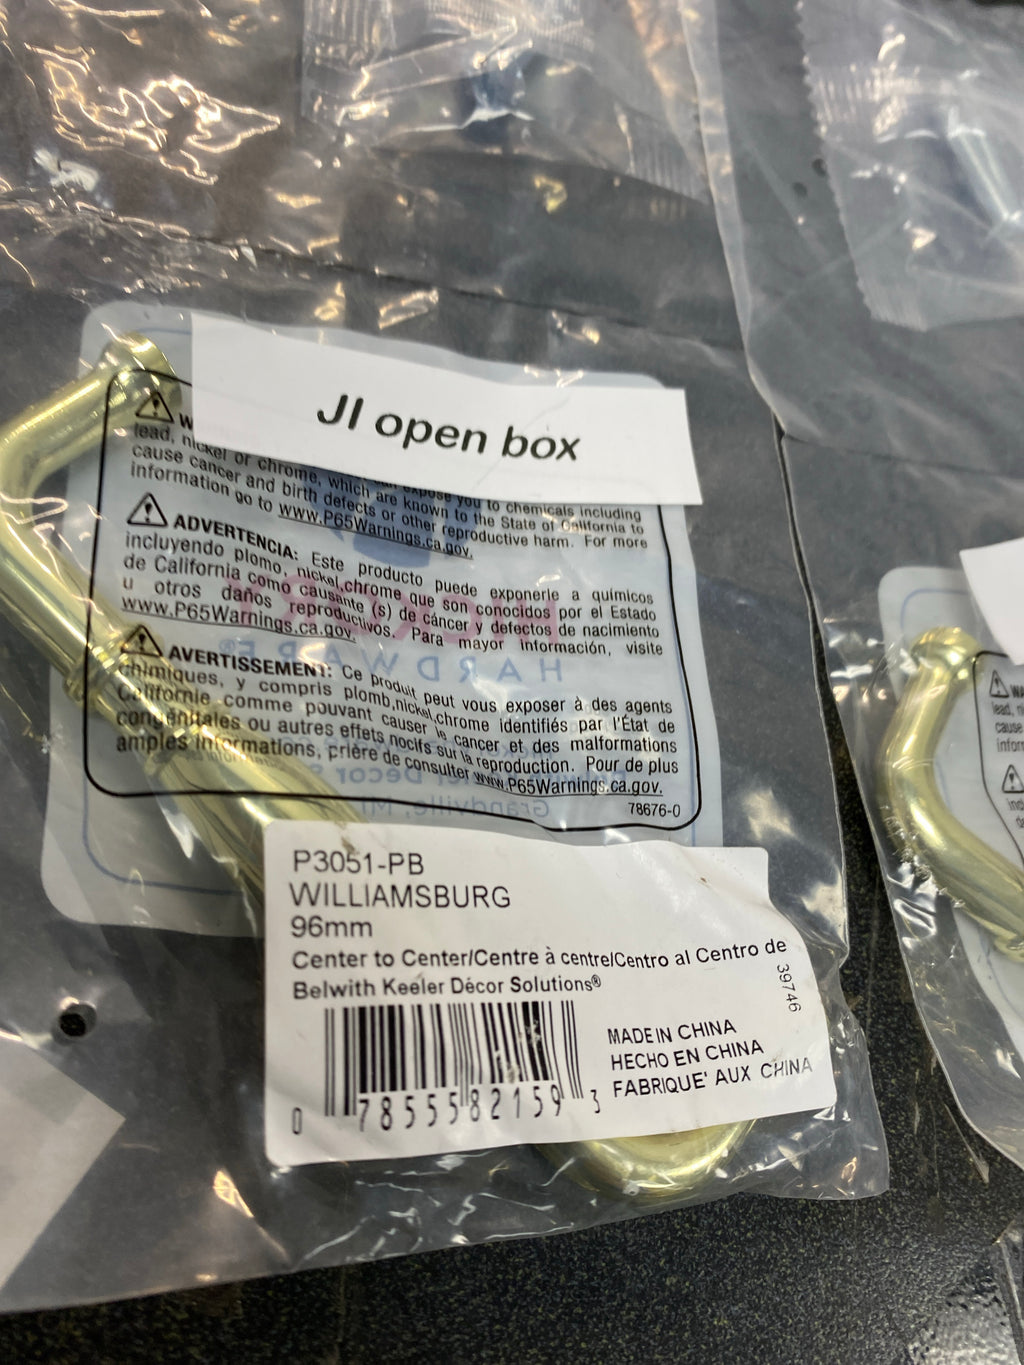 JI open box
lead, nickel or chrome, which are known to the State of California to
cause cancer and birth defects or other reproductive harm. For more
information go to www.P65Warnings.ca.gov.
ADVERTENCIA: Este producto puede exponerle a químicos
incluyendo plomo, nickel,chrome que son conocidos por el Estado
de California como causante (s) de cáncer y defectos de nacimiento
u otros daños reproductivos. Para mayor información, visite
www.P65Warnings.ca.gov.
AVERTISSEMENT: Ce produit peut vous exposer à des agents
chimiques, y compris plomb,nickel,chrome identifiés par l'État de
Californie comme pouvant causer le cancer et des malformations
congénitales ou autres effets nocifs sur la reproduction. Pour de plus
amples informations, prière de consulter www.P65Warnings.ca.gov.
78676-0
P3051-PB
WILLIAMSBURG
96mm
Center to Center/Centre à centre/Centro al Centro de
Belwith Keeler Décor Solutions®
39746
MADE IN CHINA
HECHO EN CHINA
FABRIQUE' AUX CHINA
0 78555 82159 3